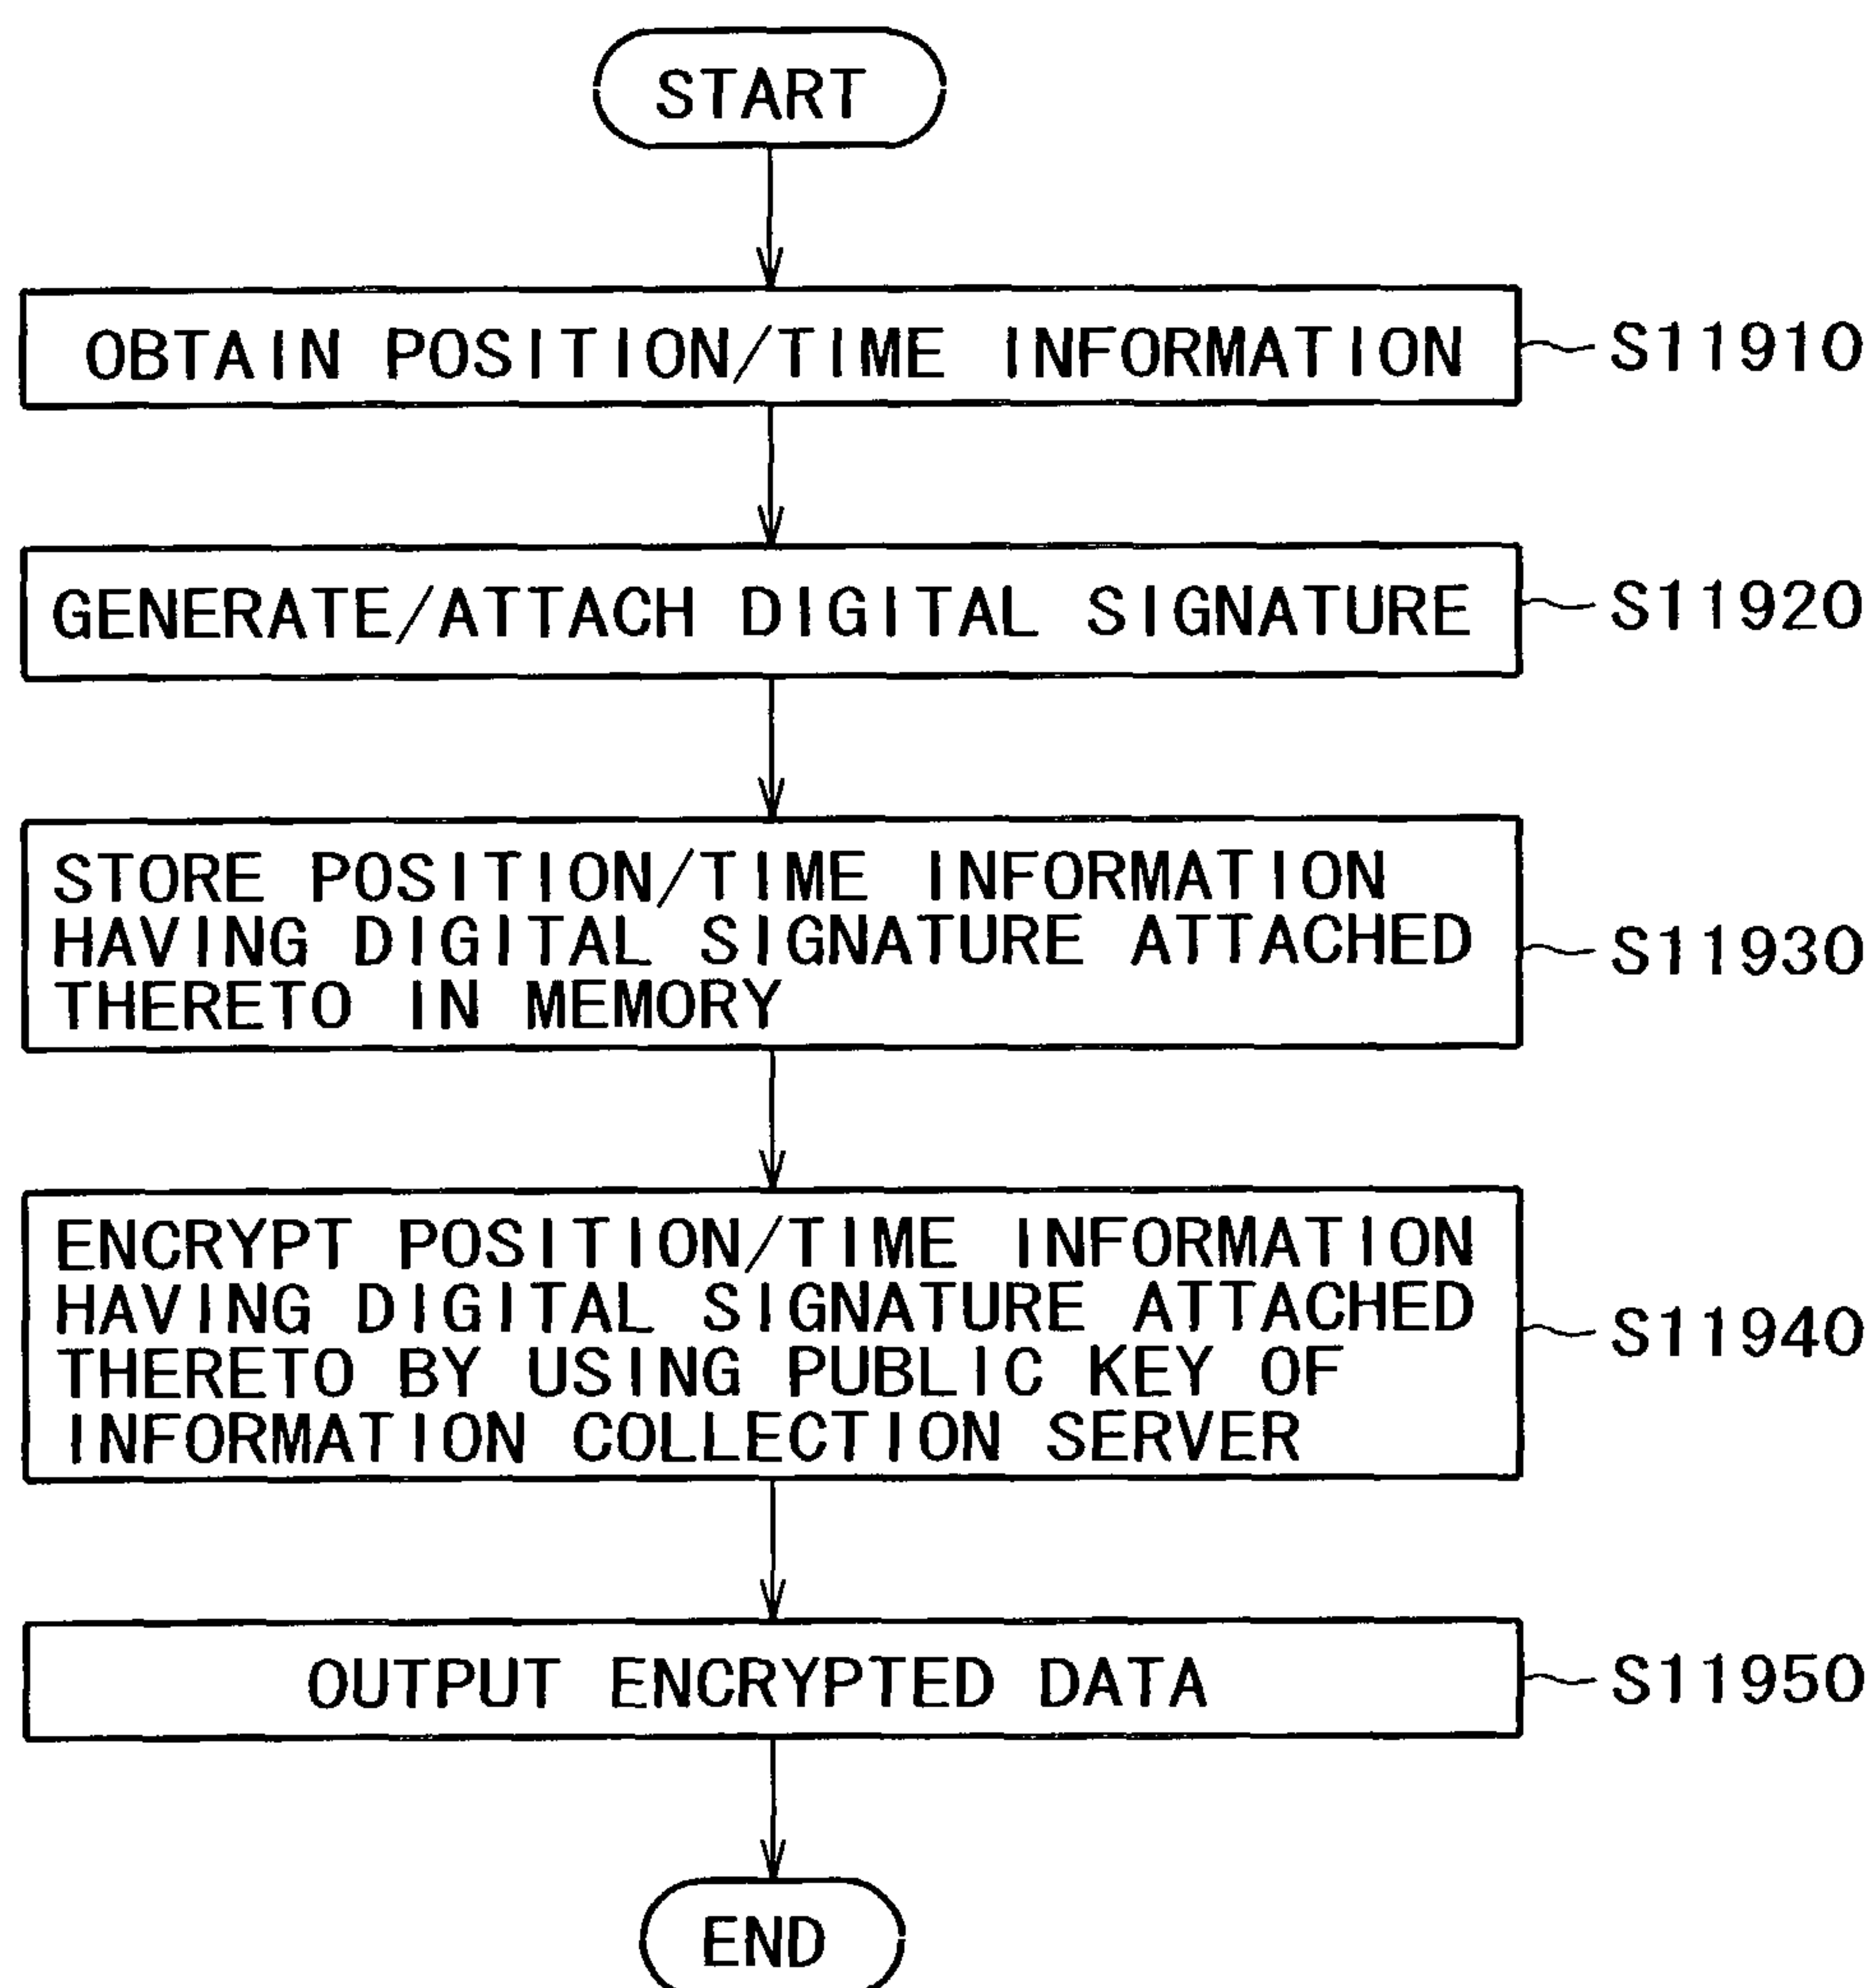 START
OBTAIN POSITION/TIME INFORMATION
S11910
GENERATE/ATTACH DIGITAL SIGNATURE
S11920
STORE POSITION/TIME INFORMATION
HAVING DIGITAL SIGNATURE ATTACHED
THERETO IN MEMORY
S11930
ENCRYPT POSITION/TIME INFORMATION
HAVING DIGITAL SIGNATURE ATTACHED
THERETO BY USING PUBLIC KEY OF
INFORMATION COLLECTION SERVER
S11940
OUTPUT ENCRYPTED DATA
S11950
END